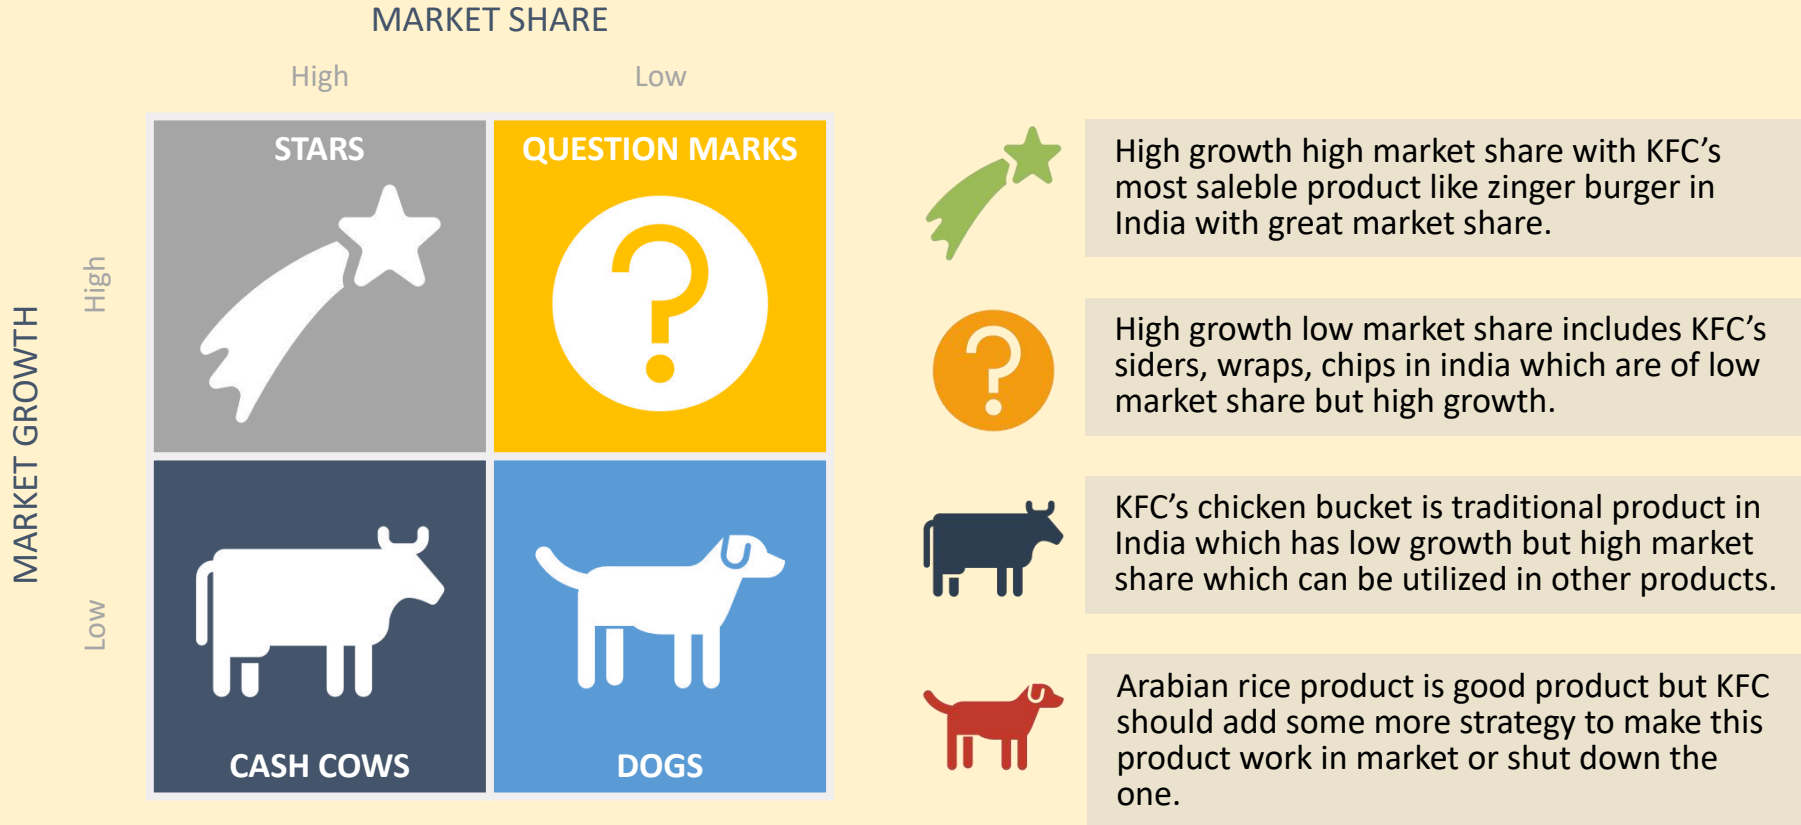 MARKET SHARE
High
Low
MARKET GROWTH
High
Low
STARS
QUESTION MARKS
CASH COWS
DOGS
High growth high market share with KFC’s
most saleble product like zinger burger in
India with great market share.
High growth low market share includes KFC’s
siders, wraps, chips in india which are of low
market share but high growth.
KFC’s chicken bucket is traditional product in
India which has low growth but high market
share which can be utilized in other products.
Arabian rice product is good product but KFC
should add some more strategy to make this
product work in market or shut down the
one.